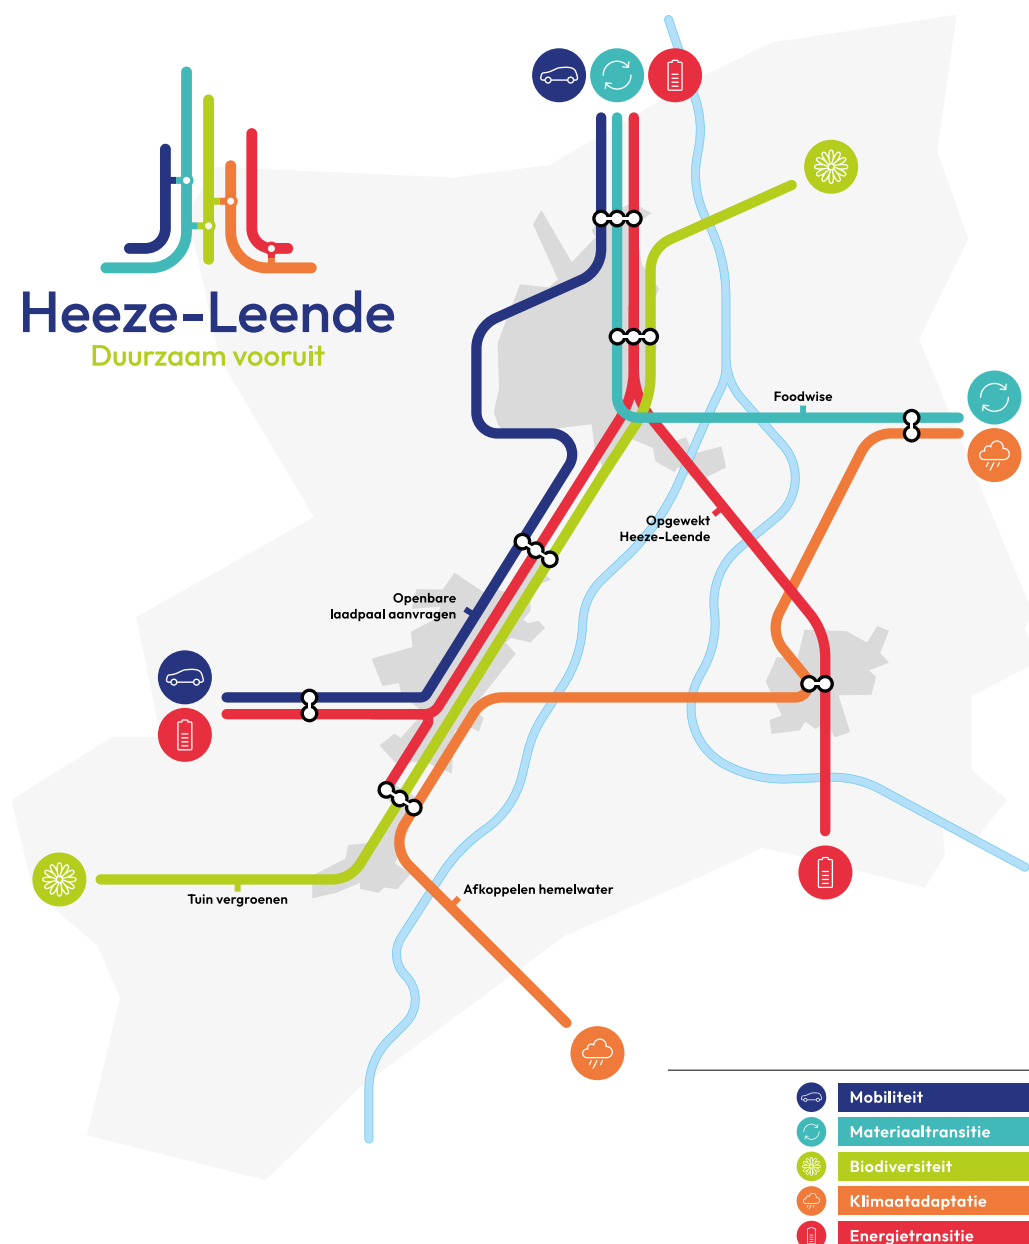 Heeze-Leende
Duurzaam vooruit
Foodwise
Opgewekt
Heeze-Leende
Openbare
laadpaal aanvragen
Tuin vergroenen
Afkoppelen hemelwater
Mobiliteit
Materiaaltransitie
Biodiversiteit
Klimaatadaptatie
Energietransitie